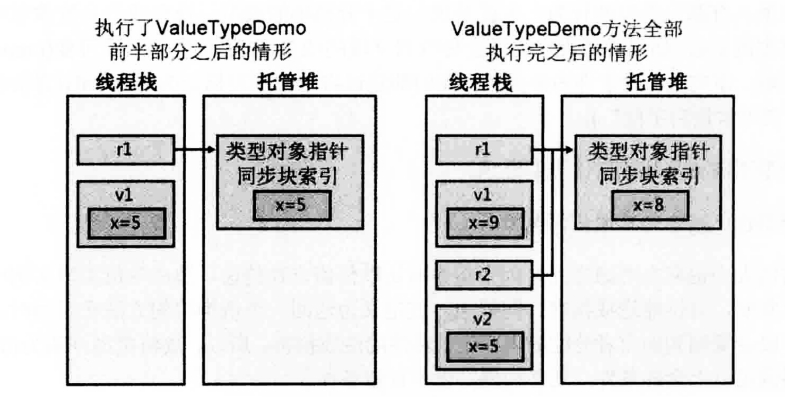 执行了ValueTypeDemo
前半部分之后的情形
线程栈
托管堆
r1
v1
x=5
类型对象指针
同步块索引
x=5
ValueTypeDemo方法全部
执行完之后的情形
线程栈
托管堆
r1
v1
x=9
r2
v2
x=5
类型对象指针
同步块索引
x=8